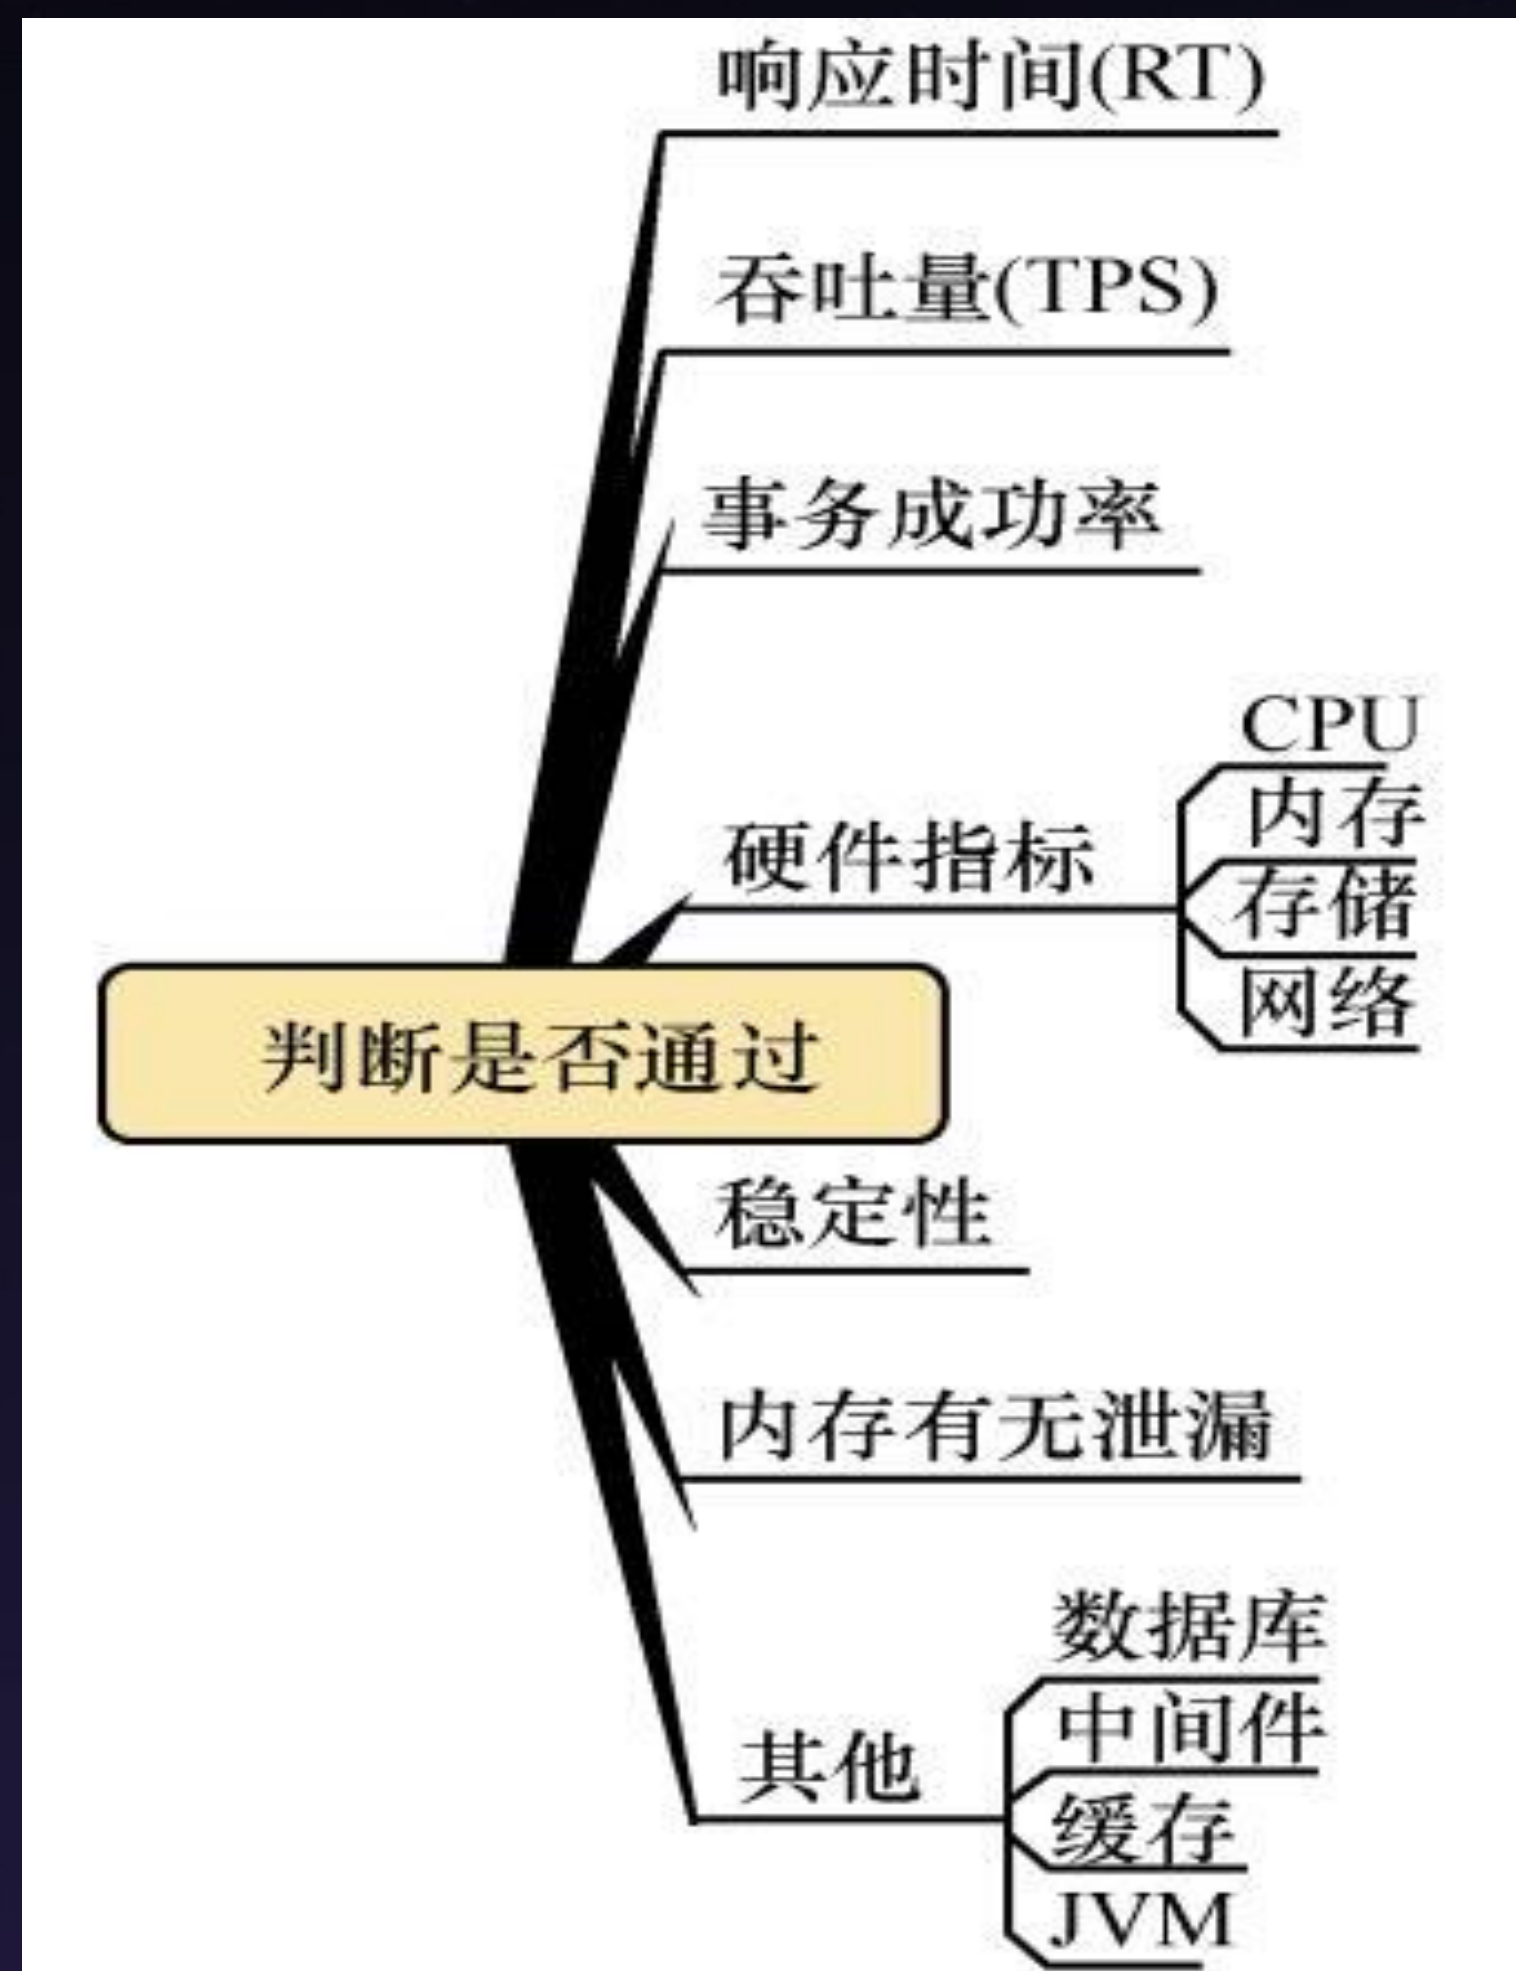 响应时间(RT)
吞吐量(TPS)
事务成功率
硬件指标
CPU
内存
存储
网络
判断是否通过
稳定性
内存有无泄漏
其他
数据库
中间件
缓存
JVM